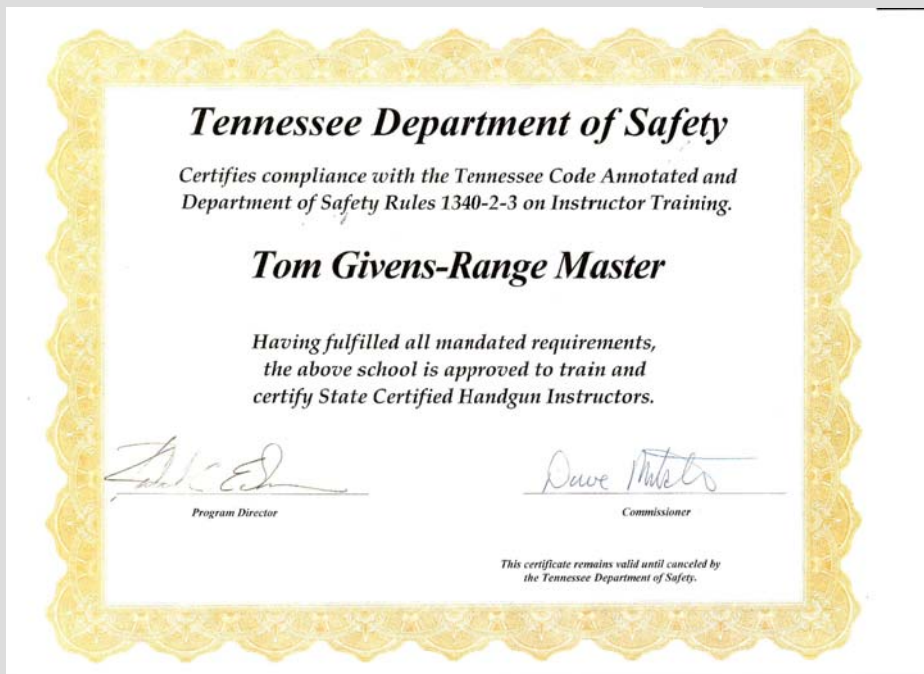 Tennessee Department of Safety
Certifies compliance with the Tennessee Code Annotated and
Department of Safety Rules 1340-2-3 on Instructor Training.
Tom Givens-Range Master
Having fulfilled all mandated requirements,
the above school is approved to train and
certify State Certified Handgun Instructors.
Dave
Program Director
Commissioner
This certificate remains valid until canceled by
the Tennessee Department of Safety.